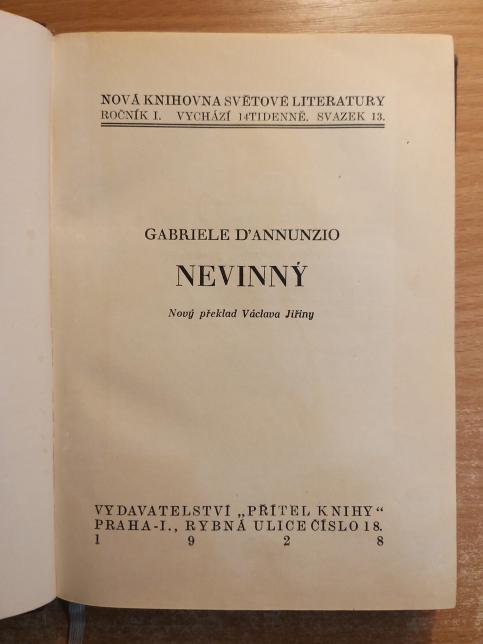 NOVÁ KNIHOVNA SVĚTOVÉ LITERATURY
ROČNÍK I. VYCHÁZÍ 14TIDENNĚ. SVAZEK 13.
GABRIELE D'ANNUNZIO
NEVINNÝ
Nový překlad Václava Jiřiny
VYDAVATELSTVÍ „PŘÍTEL KNIHY“
PRAHA-I., RYBNÁ ULICE ČÍSLO 18.
1 9 2 8